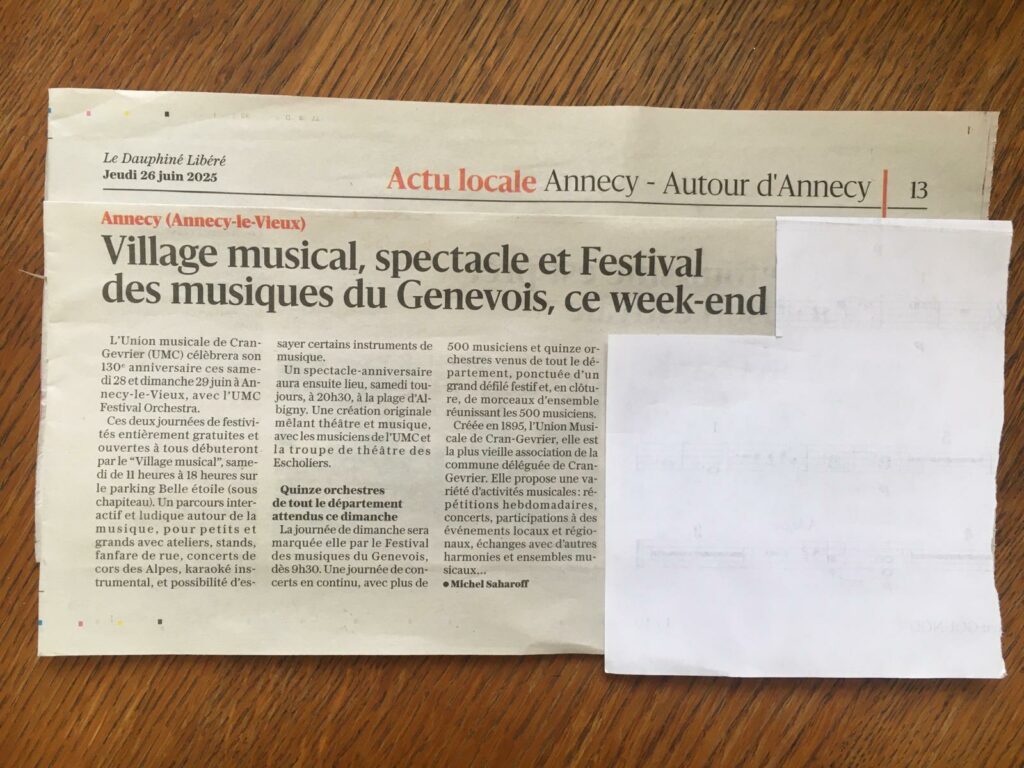 Le Dauphiné Libéré
Jeudi 26 juin 2025
Actu locale Annecy - Autour d'Annecy 13
Annecy (Annecy-le-Vieux)
Village musical, spectacle et Festival
des musiques du Genevois, ce week-end
L'Union musicale de Cran-
Gevrier (UMC) célèbrera son
130e anniversaire ces same-
di 28 et dimanche 29 juin à An-
necy-le-Vieux, avec l'UMC
Festival Orchestra.
Ces deux journées de festivi-
tés entièrement gratuites et
ouvertes à tous débuteront
par le “Village musical”, same-
di de 11 heures à 18 heures sur
le parking Belle étoile (sous
chapiteau). Un parcours inter-
actif et ludique autour de la
musique, pour petits et
grands avec ateliers, stands,
fanfare de rue, concerts de
cors des Alpes, karaoké ins-
trumental, et possibilité d'es-
sayer certains instruments de
musique.
Un spectacle-anniversaire
aura ensuite lieu, samedi tou-
jours, à 20h30, à la plage d'Al-
bigny. Une création originale
mêlant théâtre et musique,
avec les musiciens de l'UMC et
la troupe de théâtre des
Escholiers.
Quinze orchestres
de tout le département
attendus ce dimanche
La journée de dimanche sera
marquée elle par le Festival
des musiques du Genevois,
dès 9h30. Une journée de con-
certs en continu, avec plus de
500 musiciens et quinze or-
chestres venus de tout le dé-
partement, ponctuée d'un
grand défilé festif et, en clôtu-
re, de morceaux d'ensemble
réunissant les 500 musiciens.
Créée en 1895, l'Union Musi-
cale de Cran-Gevrier, elle est
la plus vieille association de la
commune déléguée de Cran-
Gevrier. Elle propose une va-
riété d'activités musicales : ré-
pétitions hebdomadaires,
concerts, participations à des
événements locaux et régio-
naux, échanges avec d'autres
harmonies et ensembles mu-
sicaux…
● Michel Saharoff